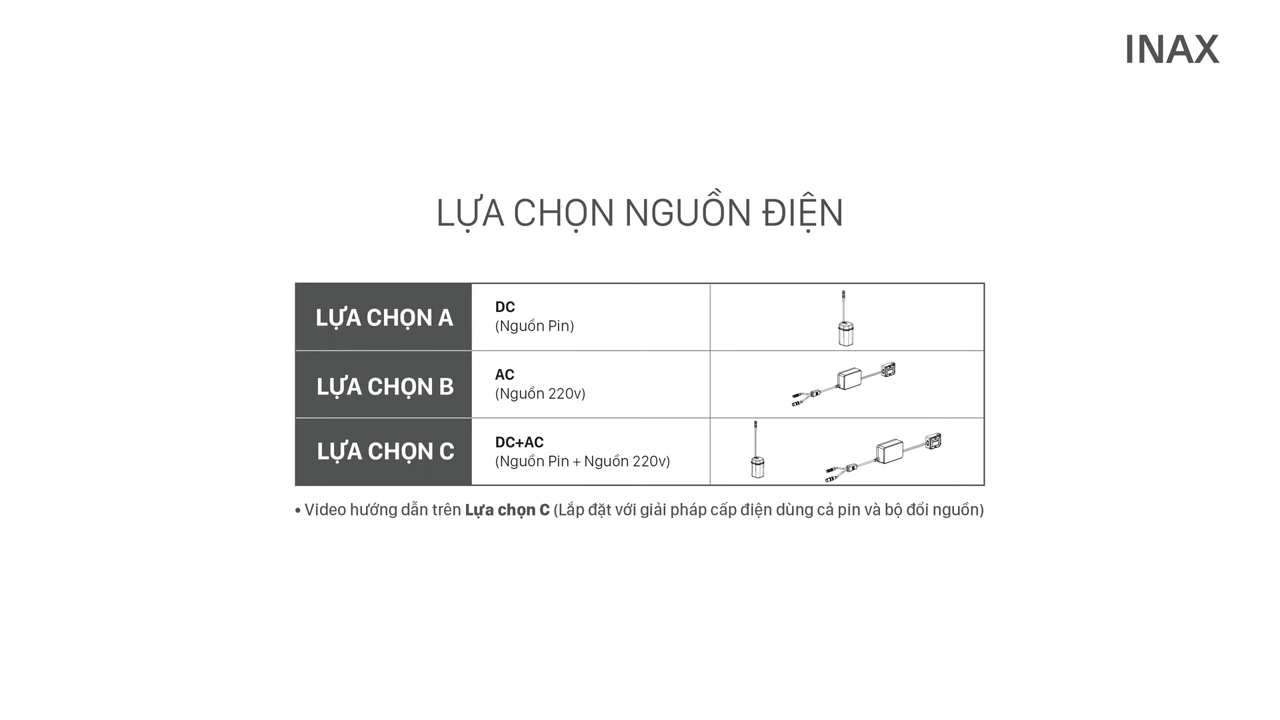 INAX
LỰA CHỌN NGUỒN ĐIỆN
LỰA CHỌN A
DC
(Nguồn Pin)
LỰA CHỌN B
AC
(Nguồn 220v)
LỰA CHỌN C
DC+AC
(Nguồn Pin + Nguồn 220v)
• Video hướng dẫn trên Lựa chọn C (Lắp đặt với giải pháp cấp điện dùng cả pin và bộ đổi nguồn)